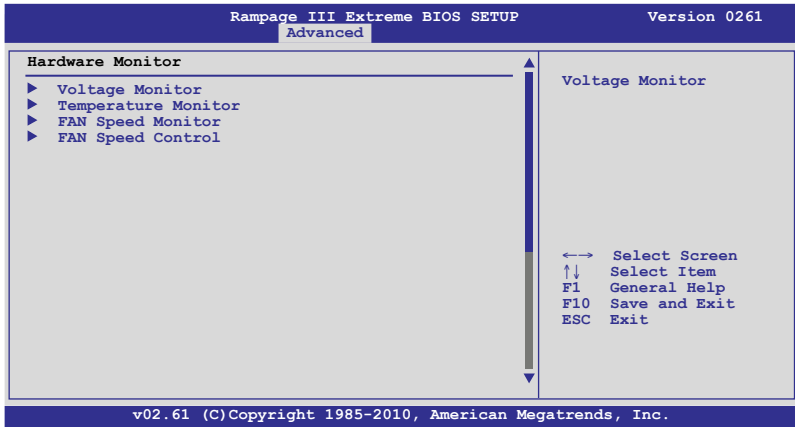 Rampage III Extreme BIOS SETUP Version 0261
Advanced
Hardware Monitor
Voltage Monitor
Temperature Monitor
FAN Speed Monitor
FAN Speed Control
Voltage Monitor
←→ Select Screen
↑↓ Select Item
F1 General Help
F10 Save and Exit
ESC Exit
v02.61 (C)Copyright 1985-2010, American Megatrends, Inc.